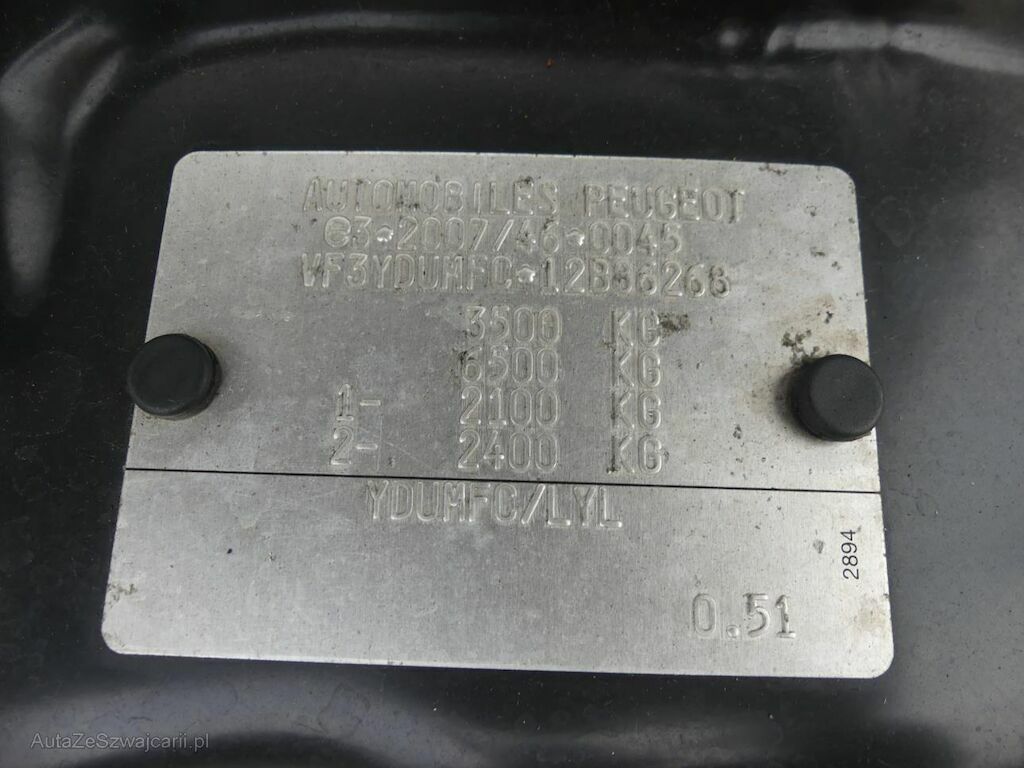 AUTOMOBILES PEUGEOT
e3*2007/46*0045
VF3YDUMFC*12B86268
3500 KG
6500 KG
1- 2100 KG
2- 2400 KG
YDUMFC/LYL
2894
0.51
AutaZeSzwajcarii.pl